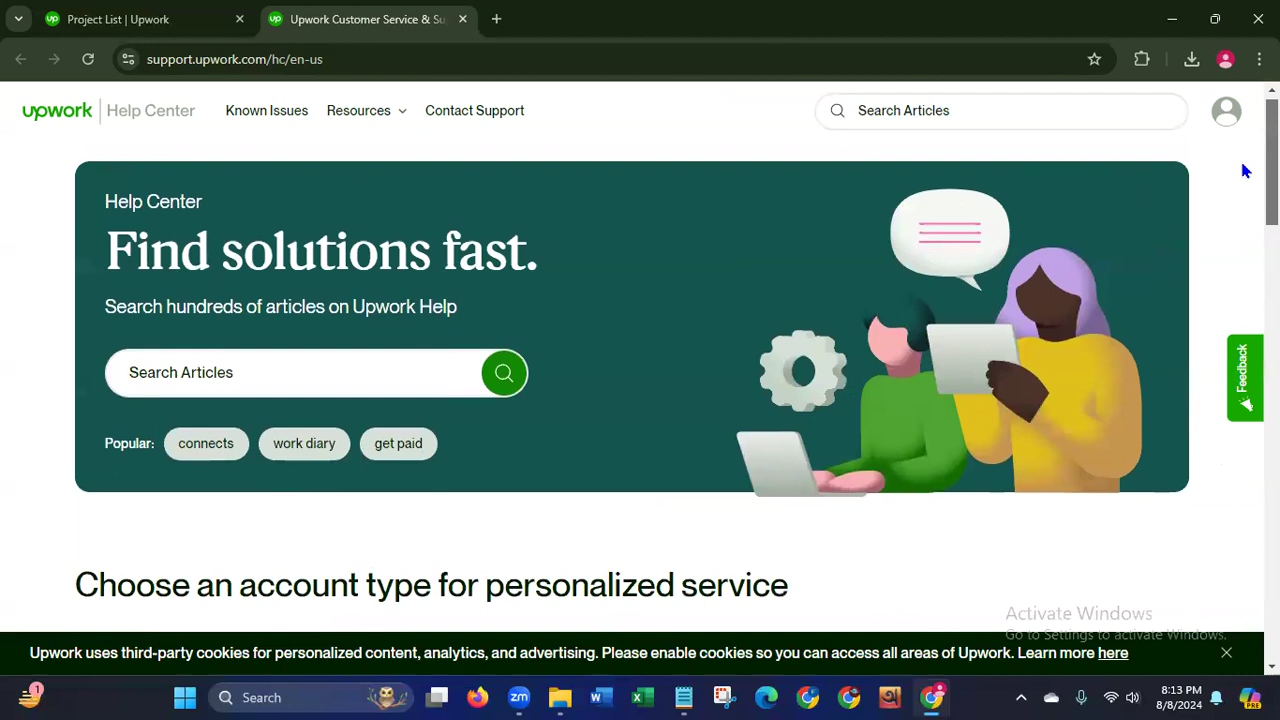 Project List | Upwork
Upwork Customer Service & Su
support.upwork.com/hc/en-us
upwork
Help Center
Known Issues
Resources
Contact Support
Search Articles
Help Center
Find solutions fast.
Search hundreds of articles on Upwork Help
Search Articles
Popular:
connects
work diary
get paid
Feedback
Choose an account type for personalized service
Activate Windows
Go to Settings to activate Windows.
Upwork uses third-party cookies for personalized content, analytics, and advertising. Please enable cookies so you can access all areas of Upwork. Learn more here
1
Search
zm
8:13 PM
8/8/2024
PRE